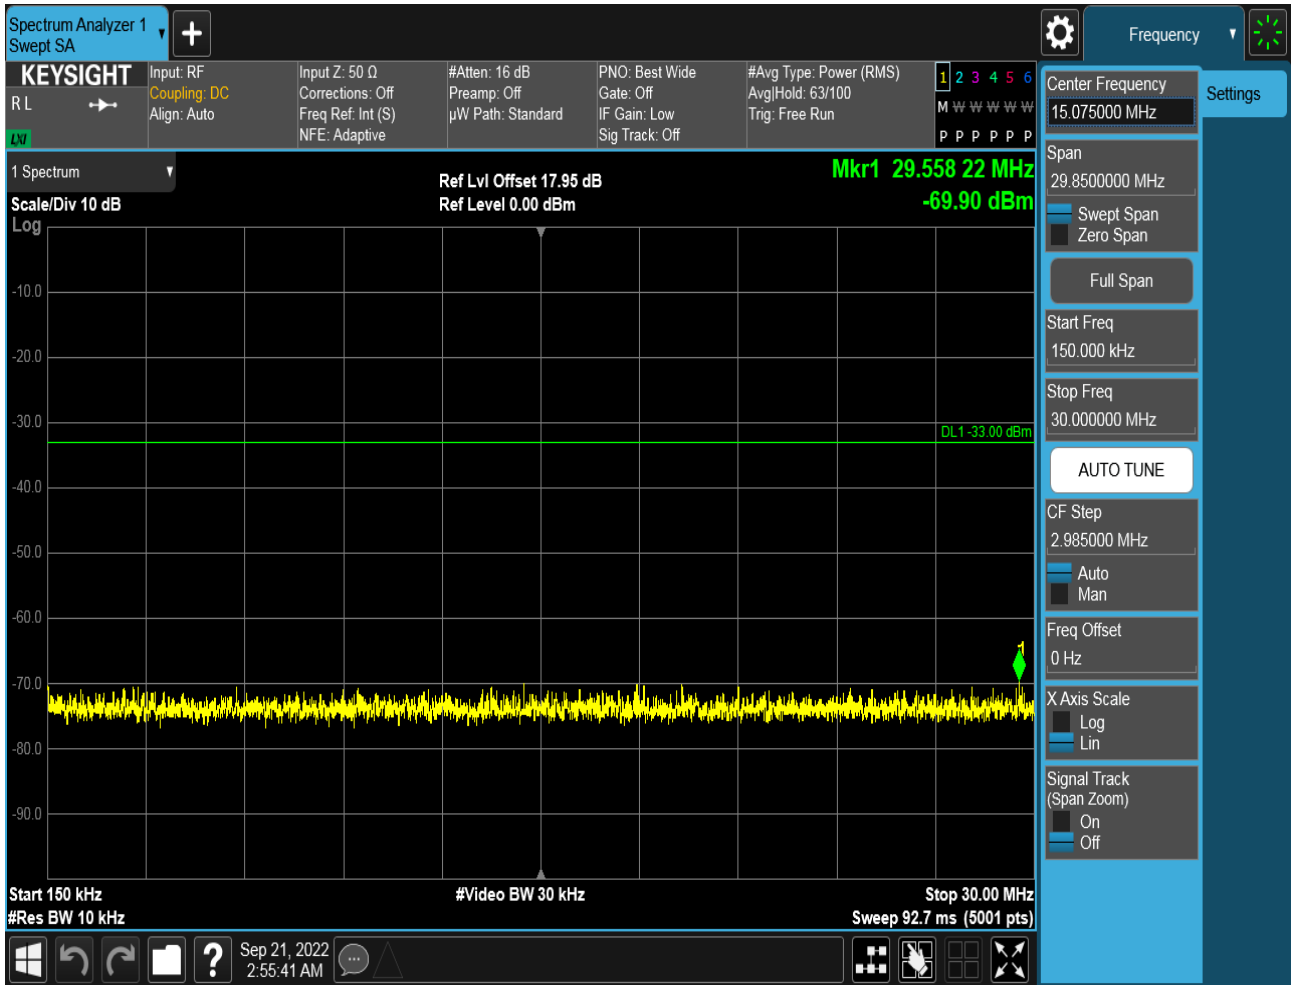 Spectrum Analyzer 1
Swept SA
Frequency
KEYSIGHT
R L
LXI
Input: RF
Coupling: DC
Align: Auto
Input Z: 50 Ω
Corrections: Off
Freq Ref: Int (S)
NFE: Adaptive
#Atten: 16 dB
Preamp: Off
µW Path: Standard
PNO: Best Wide
Gate: Off
IF Gain: Low
Sig Track: Off
#Avg Type: Power (RMS)
Avg|Hold: 63/100
Trig: Free Run
1 2 3 4 5 6
M W W W W W
P P P P P P
1 Spectrum
Scale/Div 10 dB
Log
Ref Lvl Offset 17.95 dB
Ref Level 0.00 dBm
Mkr1 29.558 22 MHz
-69.90 dBm
-10.0
-20.0
-30.0
DL1 -33.00 dBm
-40.0
-50.0
-60.0
1
-70.0
-80.0
-90.0
Start 150 kHz
#Res BW 10 kHz
#Video BW 30 kHz
Stop 30.00 MHz
Sweep 92.7 ms (5001 pts)
Center Frequency
15.075000 MHz
Settings
Span
29.8500000 MHz
Swept Span
Zero Span
Full Span
Start Freq
150.000 kHz
Stop Freq
30.000000 MHz
AUTO TUNE
CF Step
2.985000 MHz
Auto
Man
Freq Offset
0 Hz
X Axis Scale
Log
Lin
Signal Track
(Span Zoom)
On
Off
?
Sep 21, 2022
2:55:41 AM